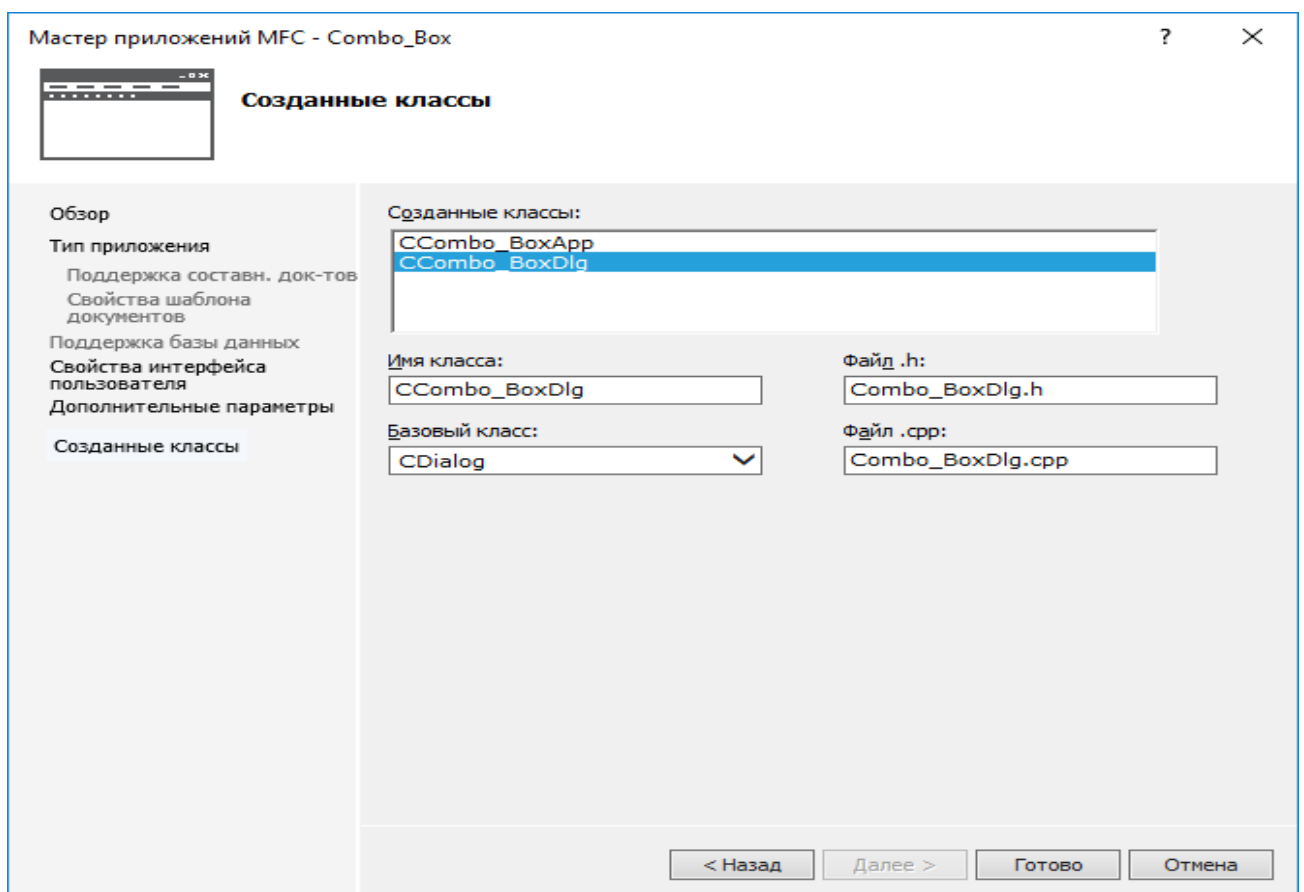 Мастер приложений MFC - Combo_Box
?
Созданные классы
Обзор
Тип приложения
Поддержка составн. док-тов
Свойства шаблона
документов
Поддержка базы данных
Свойства интерфейса
пользователя
Дополнительные параметры
Созданные классы
Созданные классы:
CCombo_BoxApp
CCombo_BoxDlg
Имя класса:
Файл .h:
CCombo_BoxDlg
Combo_BoxDlg.h
Базовый класс:
Файл .cpp:
CDialog
Combo_BoxDlg.cpp
< Назад
Далее >
Готово
Отмена